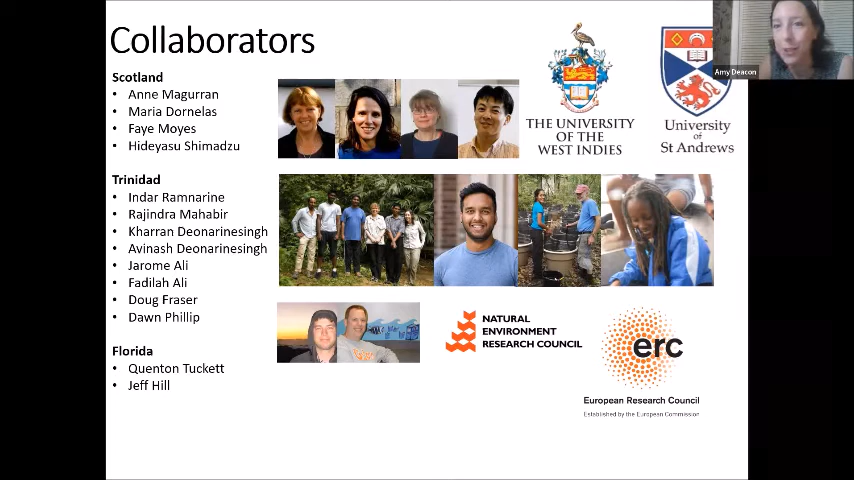 Collaborators
Scotland
• Anne Magurran
• Maria Dornelas
• Faye Moyes
• Hideyasu Shimadzu
Trinidad
• Indar Ramnarine
• Rajindra Mahabir
• Kharran Deonarinesingh
• Avinash Deonarinesingh
• Jarome Ali
• Fadilah Ali
• Doug Fraser
• Dawn Phillip
Florida
• Quenton Tuckett
• Jeff Hill
THE UNIVERSITY
OF THE
WEST INDIES
University
of
St Andrews
Amy Deacon
NATURAL
ENVIRONMENT
RESEARCH COUNCIL
erc
European Research Council
Established by the European Commission